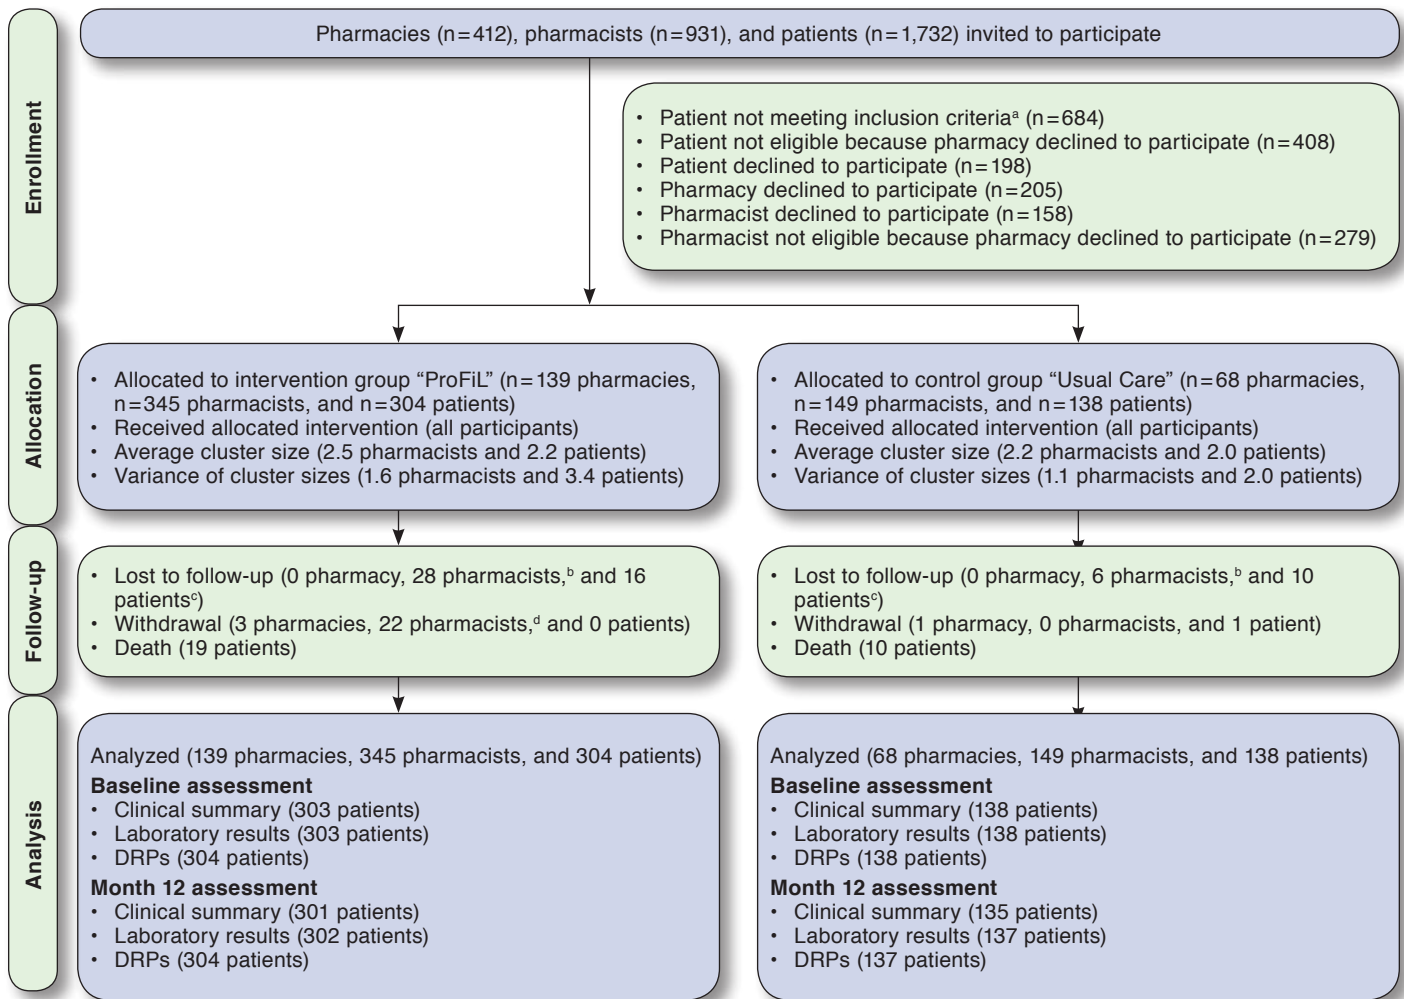 Enrollment
Pharmacies (n=412), pharmacists (n=931), and patients (n=1,732) invited to participate
• Patient not meeting inclusion criteriaᵃ (n=684)
• Patient not eligible because pharmacy declined to participate (n=408)
• Patient declined to participate (n=198)
• Pharmacy declined to participate (n=205)
• Pharmacist declined to participate (n=158)
• Pharmacist not eligible because pharmacy declined to participate (n=279)
Allocation
• Allocated to intervention group “ProFiL” (n=139 pharmacies,
n=345 pharmacists, and n=304 patients)
• Received allocated intervention (all participants)
• Average cluster size (2.5 pharmacists and 2.2 patients)
• Variance of cluster sizes (1.6 pharmacists and 3.4 patients)
• Allocated to control group “Usual Care” (n=68 pharmacies,
n=149 pharmacists, and n=138 patients)
• Received allocated intervention (all participants)
• Average cluster size (2.2 pharmacists and 2.0 patients)
• Variance of cluster sizes (1.1 pharmacists and 2.0 patients)
Follow-up
• Lost to follow-up (0 pharmacy, 28 pharmacists,ᵇ and 16
patientsᶜ)
• Withdrawal (3 pharmacies, 22 pharmacists,ᵈ and 0 patients)
• Death (19 patients)
• Lost to follow-up (0 pharmacy, 6 pharmacists,ᵇ and 10
patientsᶜ)
• Withdrawal (1 pharmacy, 0 pharmacists, and 1 patient)
• Death (10 patients)
Analysis
Analyzed (139 pharmacies, 345 pharmacists, and 304 patients)
Baseline assessment
• Clinical summary (303 patients)
• Laboratory results (303 patients)
• DRPs (304 patients)
Month 12 assessment
• Clinical summary (301 patients)
• Laboratory results (302 patients)
• DRPs (304 patients)
Analyzed (68 pharmacies, 149 pharmacists, and 138 patients)
Baseline assessment
• Clinical summary (138 patients)
• Laboratory results (138 patients)
• DRPs (138 patients)
Month 12 assessment
• Clinical summary (135 patients)
• Laboratory results (137 patients)
• DRPs (137 patients)